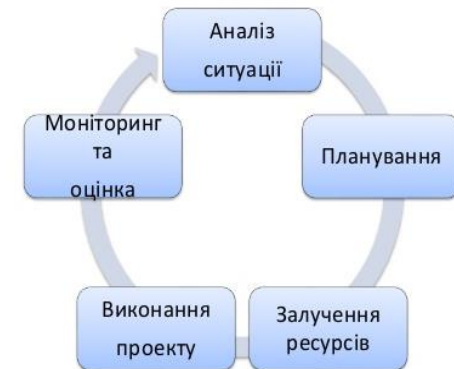 Аналіз
ситуації
Планування
Залучення
ресурсів
Виконання
проекту
Моніторинг
та
оцінка